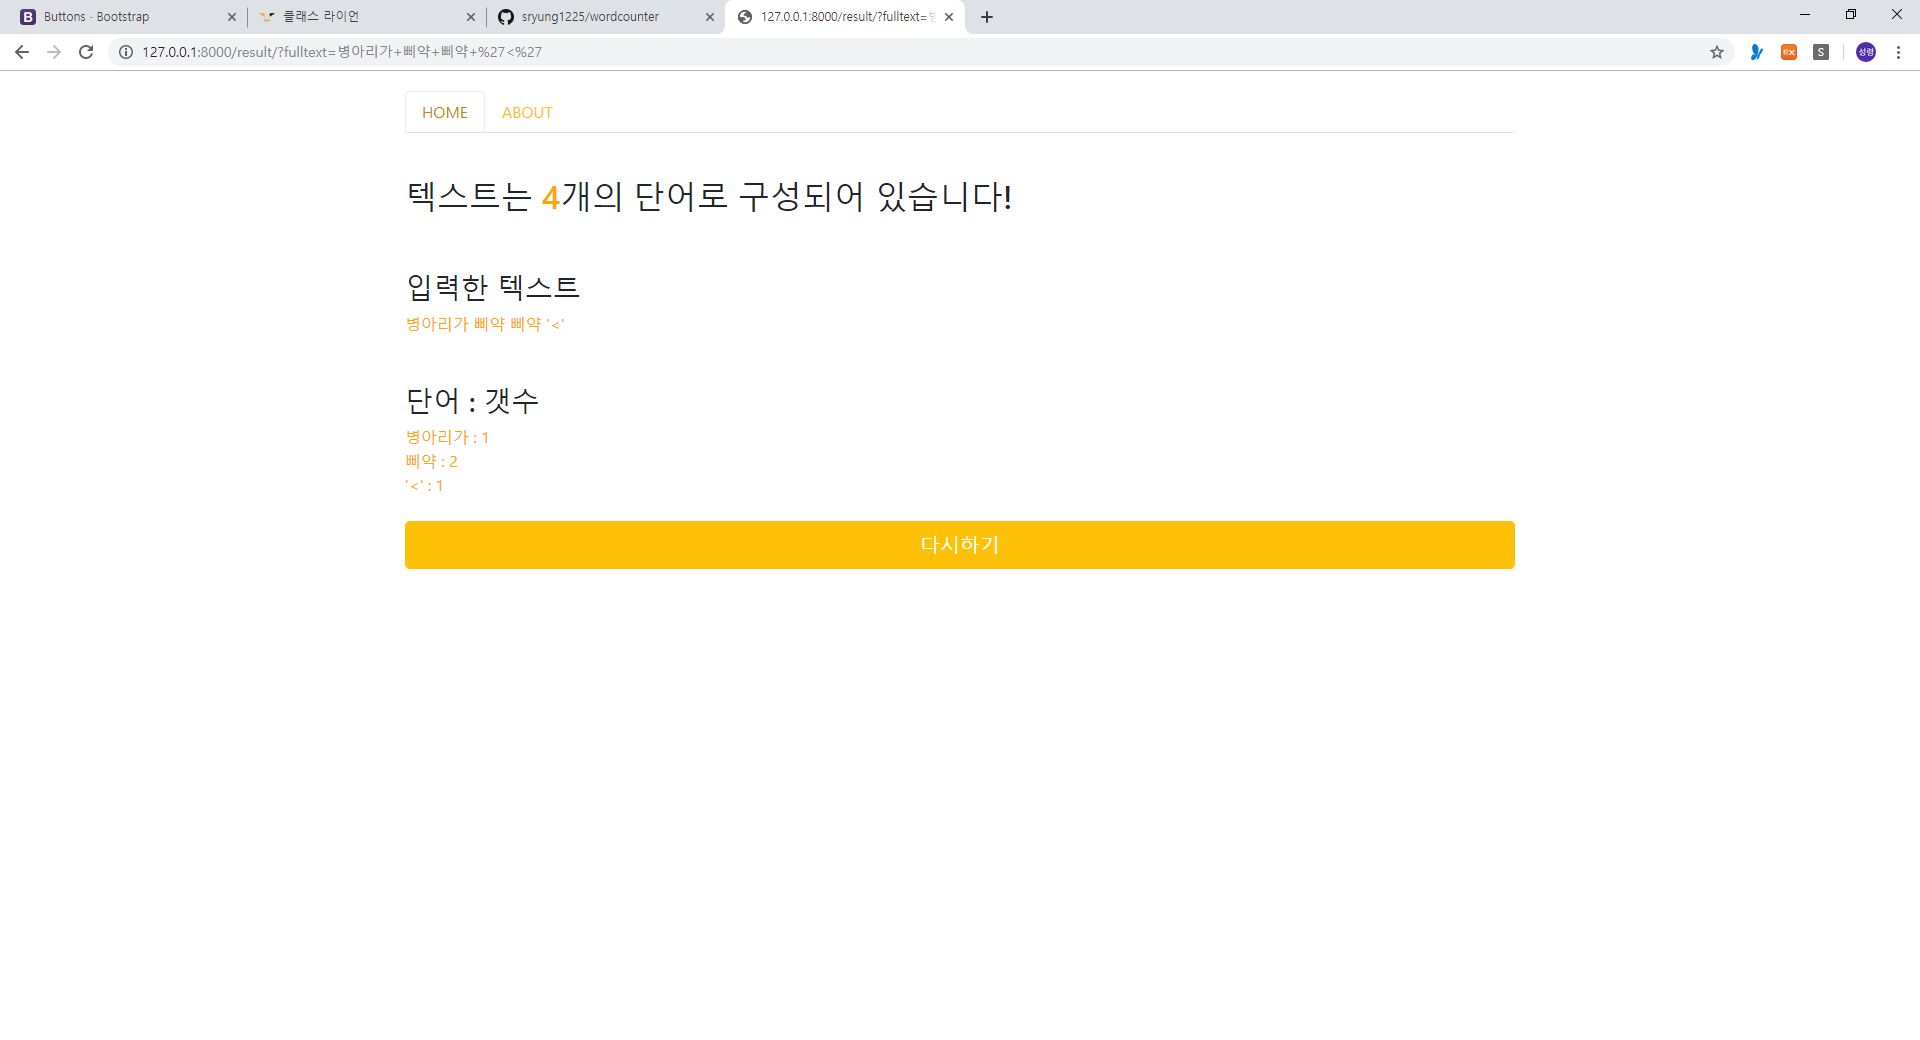 Buttons · Bootstrap
클래스 라이언
sryung1225/wordcounter
127.0.0.1:8000/result/?fulltext=
127.0.0.1:8000/result/?fulltext=병아리가+삐약+삐약+%27<%27
S
성령
HOME
ABOUT
텍스트는 4개의 단어로 구성되어 있습니다!
입력한 텍스트
병아리가 삐약 삐약 '<'
단어 : 갯수
병아리가 : 1
삐약 : 2
'<' : 1
다시하기